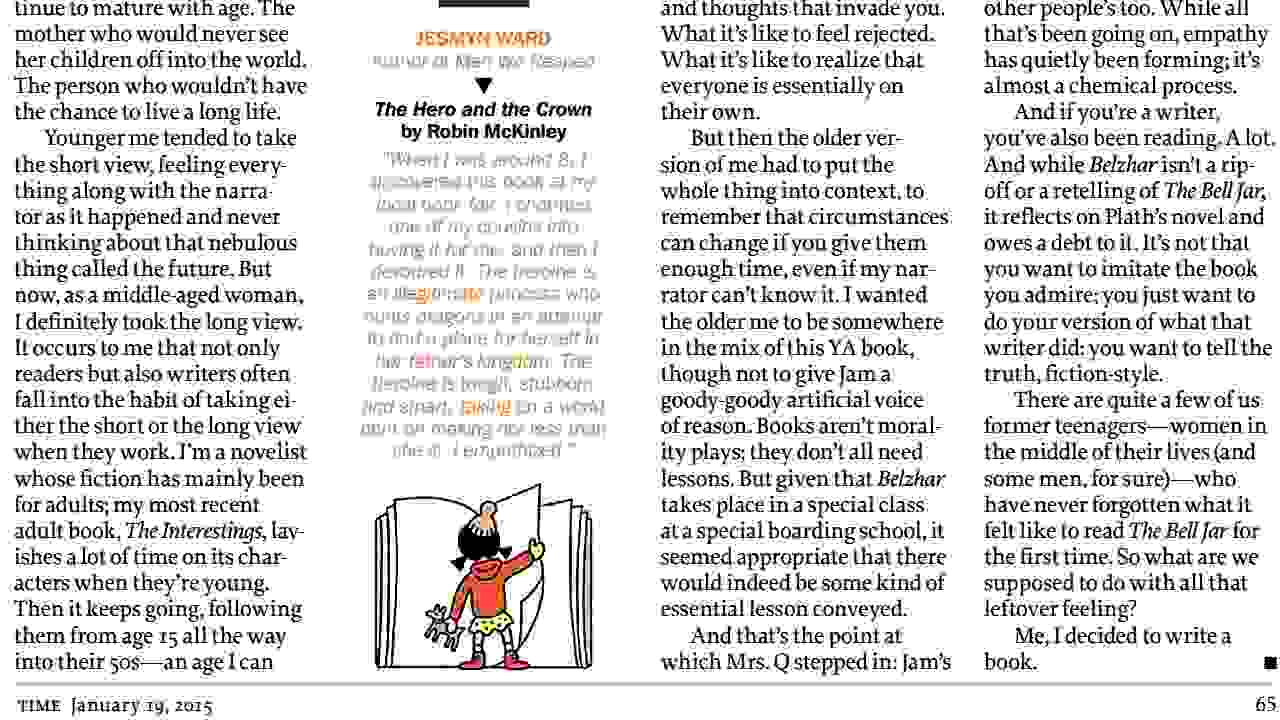 tinue to mature with age. The
mother who would never see
her children off into the world.
The person who wouldn't have
the chance to live a long life.
Younger me tended to take
the short view, feeling every-
thing along with the narra-
tor as it happened and never
thinking about that nebulous
thing called the future. But
now, as a middle-aged woman,
I definitely took the long view.
It occurs to me that not only
readers but also writers often
fall into the habit of taking ei-
ther the short or the long view
when they work. I'm a novelist
whose fiction has mainly been
for adults; my most recent
adult book, The Interestings, lav-
ishes a lot of time on its char-
acters when they're young.
Then it keeps going, following
them from age 15 all the way
into their 50s—an age I can
JESMYN WARD
Author of Men We Reaped
The Hero and the Crown
by Robin McKinley
"When I was around 8, I
discovered this book at my
local book fair. I
one of my cousins into
buying it for me, and then I
devoured it. The heroine is
an illegitimate princess who
hunts dragons in an attempt
to find a place for herself in
her father's kingdom. The
heroine is tough, stubborn
and smart, taking on a world
bent on making her less than
she is. I empathized."
and thoughts that invade you.
What it's like to feel rejected.
What it's like to realize that
everyone is essentially on
their own.
But then the older ver-
sion of me had to put the
whole thing into context, to
remember that circumstances
can change if you give them
enough time, even if my nar-
rator can't know it. I wanted
the older me to be somewhere
in the mix of this YA book,
though not to give Jam a
goody-goody artificial voice
of reason. Books aren't moral-
ity plays; they don't all need
lessons. But given that Belzhar
takes place in a special class
at a special boarding school, it
seemed appropriate that there
would indeed be some kind of
essential lesson conveyed.
And that's the point at
which Mrs. Q stepped in: Jam's
other people's too. While all
that's been going on, empathy
has quietly been forming; it's
almost a chemical process.
And if you're a writer,
you've also been reading. A lot.
And while Belzhar isn't a rip-
off or a retelling of The Bell Jar,
it reflects on Plath's novel and
owes a debt to it. It's not that
you want to imitate the book
you admire; you just want to
do your version of what that
writer did: you want to tell the
truth, fiction-style.
There are quite a few of us
former teenagers—women in
the middle of their lives (and
some men, for sure)—who
have never forgotten what it
felt like to read The Bell Jar for
the first time. So what are we
supposed to do with all that
leftover feeling?
Me, I decided to write a
book.
TIME January 19, 2015
65